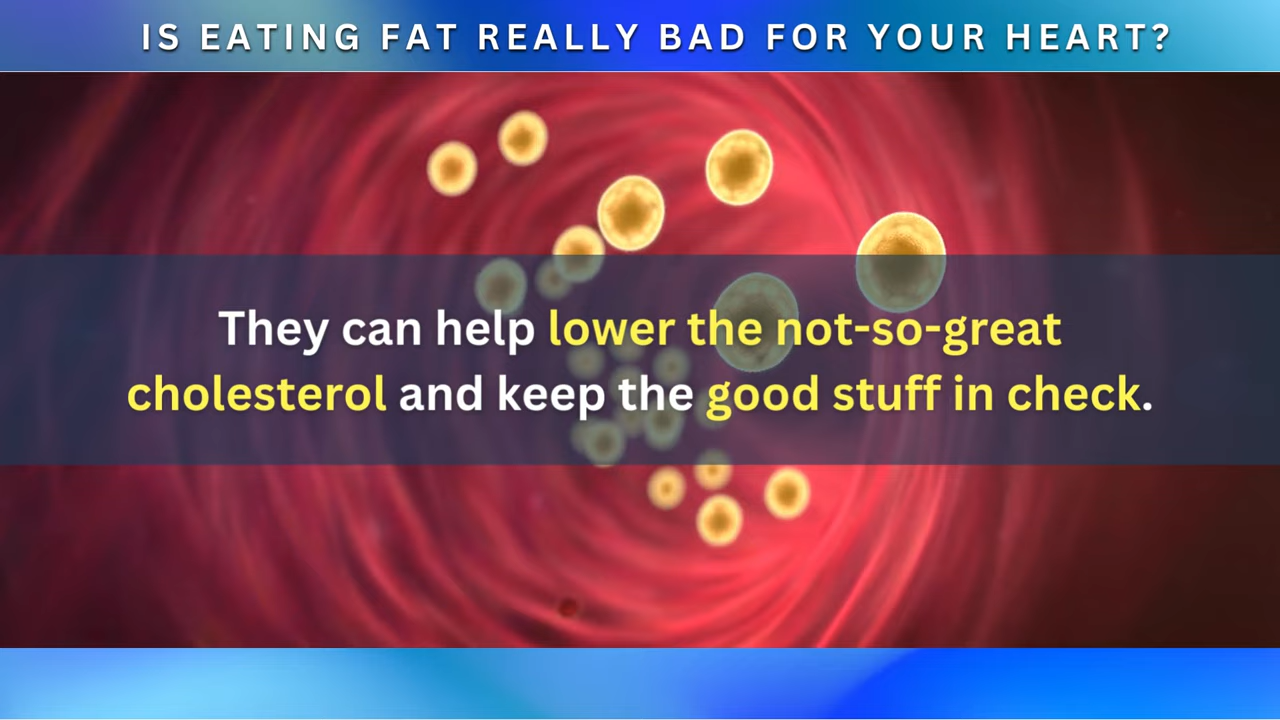 IS EATING FAT REALLY BAD FOR YOUR HEART?
They can help lower the not-so-great
cholesterol and keep the good stuff in check.